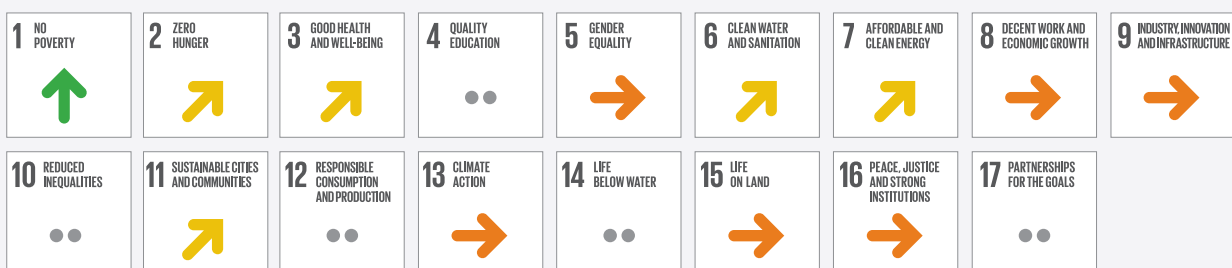 1 NO
POVERTY
2 ZERO
HUNGER
3 GOOD HEALTH
AND WELL-BEING
4 QUALITY
EDUCATION
5 GENDER
EQUALITY
6 CLEAN WATER
AND SANITATION
7 AFFORDABLE AND
CLEAN ENERGY
8 DECENT WORK AND
ECONOMIC GROWTH
9 INDUSTRY, INNOVATION
AND INFRASTRUCTURE
10 REDUCED
INEQUALITIES
11 SUSTAINABLE CITIES
AND COMMUNITIES
12 RESPONSIBLE
CONSUMPTION
AND PRODUCTION
13 CLIMATE
ACTION
14 LIFE
BELOW WATER
15 LIFE
ON LAND
16 PEACE, JUSTICE
AND STRONG
INSTITUTIONS
17 PARTNERSHIPS
FOR THE GOALS